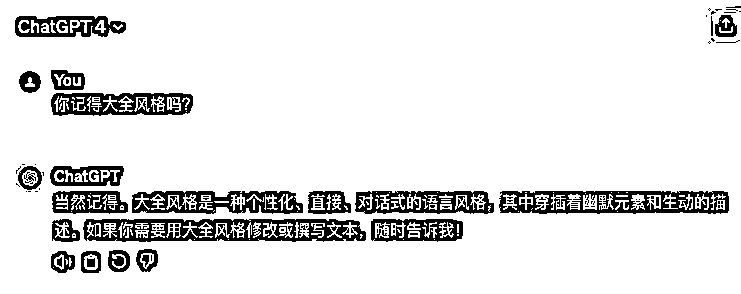 ChatGPT 4
You
你记得大全风格吗?
ChatGPT
当然记得。大全风格是一种个性化、直接、对话式的语言风格，其中穿插着幽默元素和生动的描
述。如果你需要用大全风格修改或撰写文本，随时告诉我！